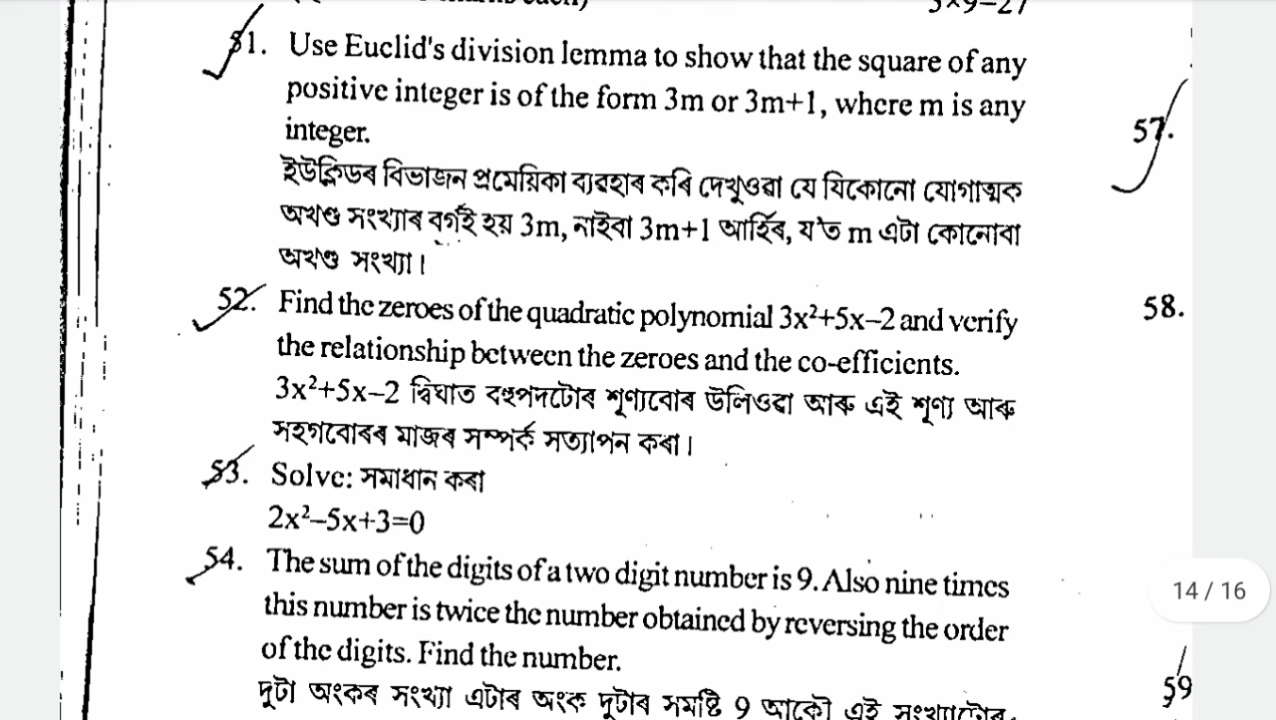 51. Use Euclid's division lemma to show that the square of any
positive integer is of the form 3m or 3m+1, where m is any
integer.
ইউক্লিডৰ বিভাজন প্ৰমেয়িকা ব্যৱহাৰ কৰি দেখুওৱা যে যিকোনো যোগাত্মক
অখণ্ড সংখ্যাৰ বৰ্গই হয় 3m, নাইবা 3m+1 আৰ্হিৰ, য'ত m এটা কোনোবা
অখণ্ড সংখ্যা।
52. Find the zeroes of the quadratic polynomial 3x²+5x–2 and verify
the relationship between the zeroes and the co-efficients.
3x²+5x–2 দ্বিঘাত বহুপদটোৰ শূণ্যবোৰ উলিওৱা আৰু এই শূণ্য আৰু
সহগবোৰৰ মাজৰ সম্পৰ্ক সত্যাপন কৰা।
53. Solve: সমাধান কৰা
2x²–5x+3=0
54. The sum of the digits of a two digit number is 9. Also nine times
this number is twice the number obtained by reversing the order
of the digits. Find the number.
দুটা অংকৰ সংখ্যা এটাৰ অংক দুটাৰ সমষ্টি 9 আকৌ এই সংখ্যাটোৰ
57.
58.
59
14 / 16